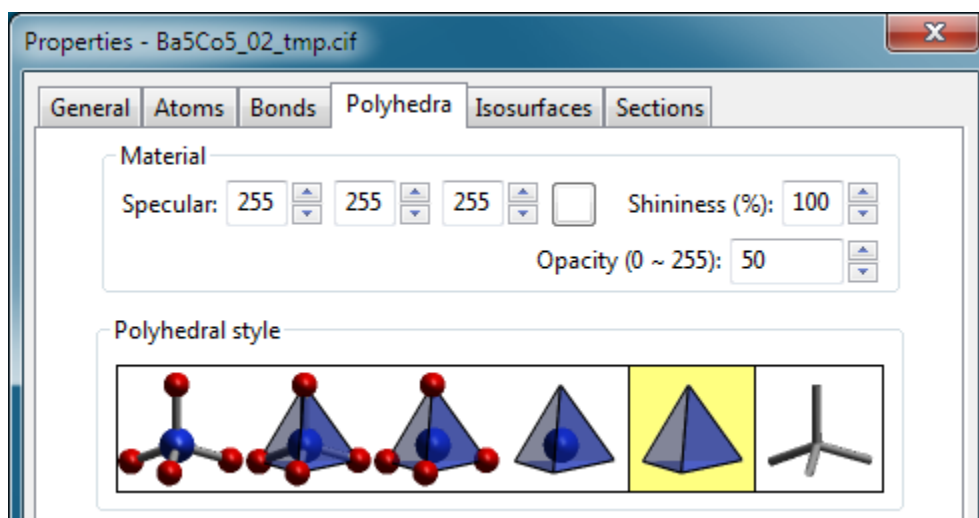 Properties - Ba5Co5_02_tmp.cif
General Atoms Bonds Polyhedra Isosurfaces Sections
Material
Specular: 255 255 255 Shininess (%): 100
Opacity (0 ~ 255): 50
Polyhedral style